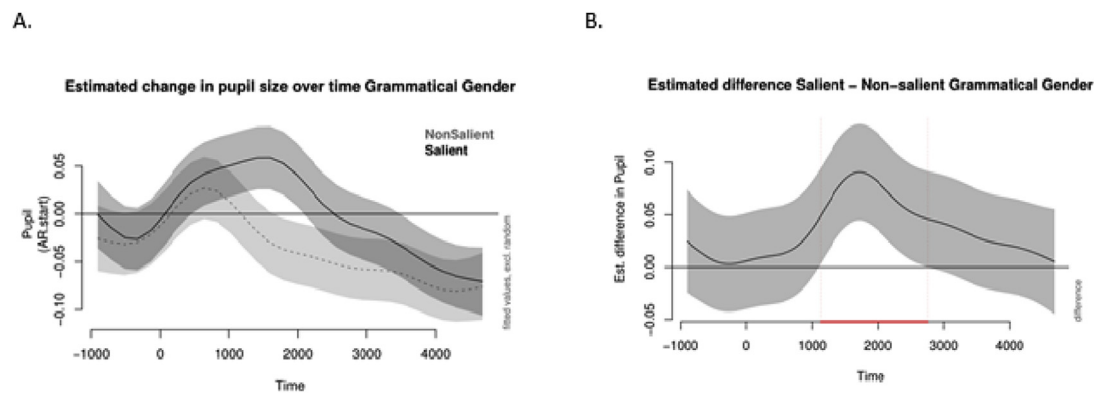 A.
B.
Estimated change in pupil size over time Grammatical Gender
Estimated difference Salient – Non–salient Grammatical Gender
NonSalient
Salient
Pupil
(AR.start)
0.05
0.00
−0.05
−0.10
fitted values, excl. random
−1000 0 1000 2000 3000 4000
Time
Est. difference in Pupil
0.10
0.05
0.00
−0.05
difference
−1000 0 1000 2000 3000 4000
Time